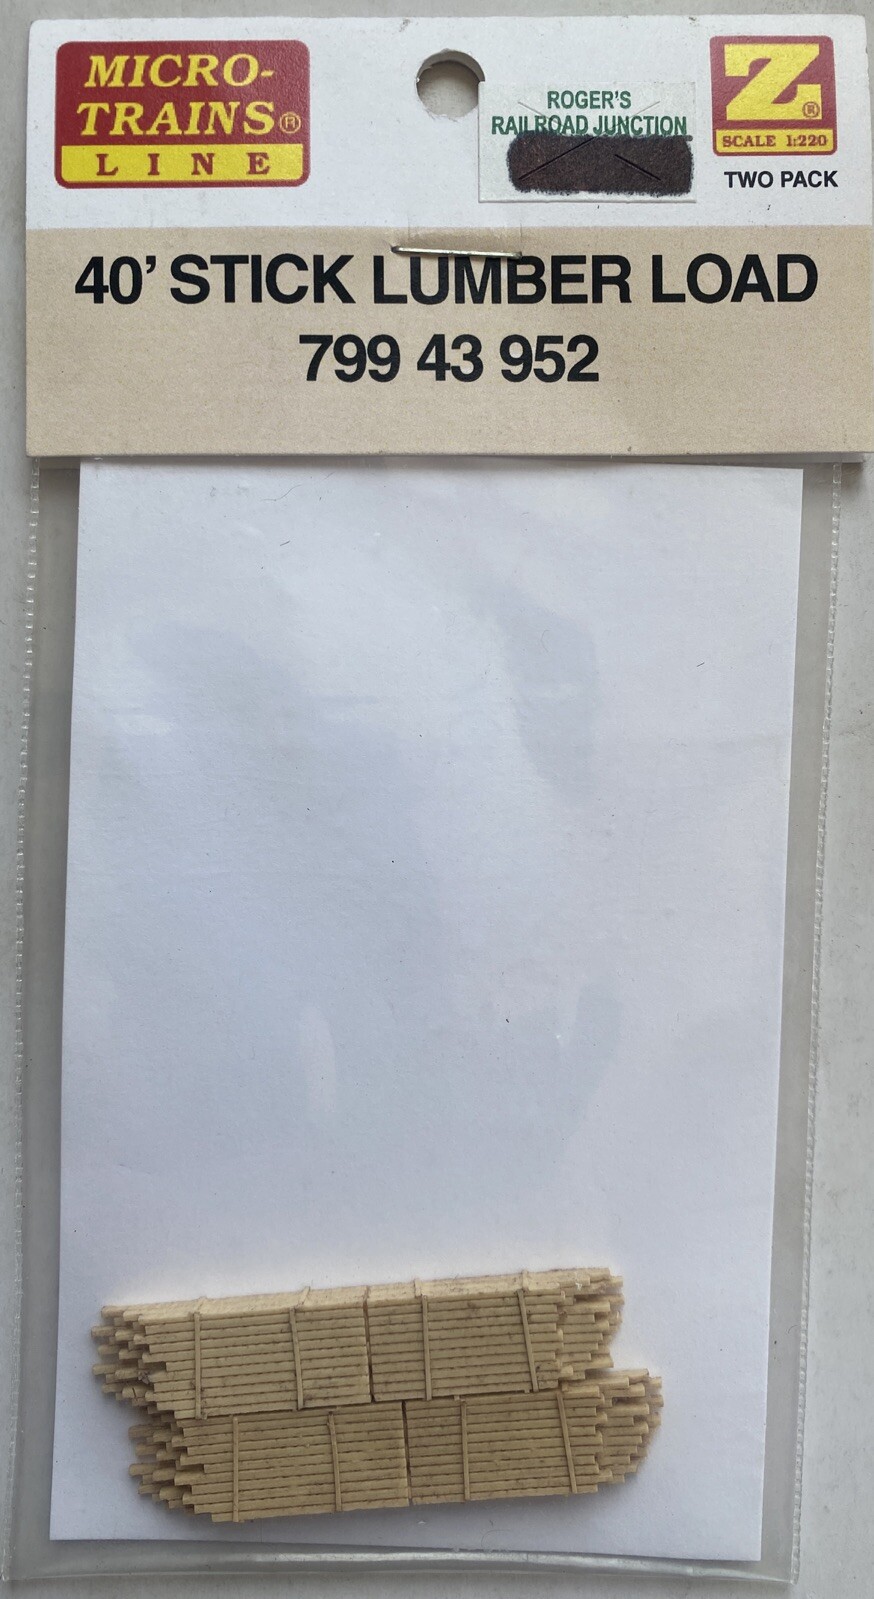 MICRO-
TRAINS®
LINE
ROGER'S
RAILROAD JUNCTION
Z®
SCALE 1:220
TWO PACK
40' STICK LUMBER LOAD
799 43 952